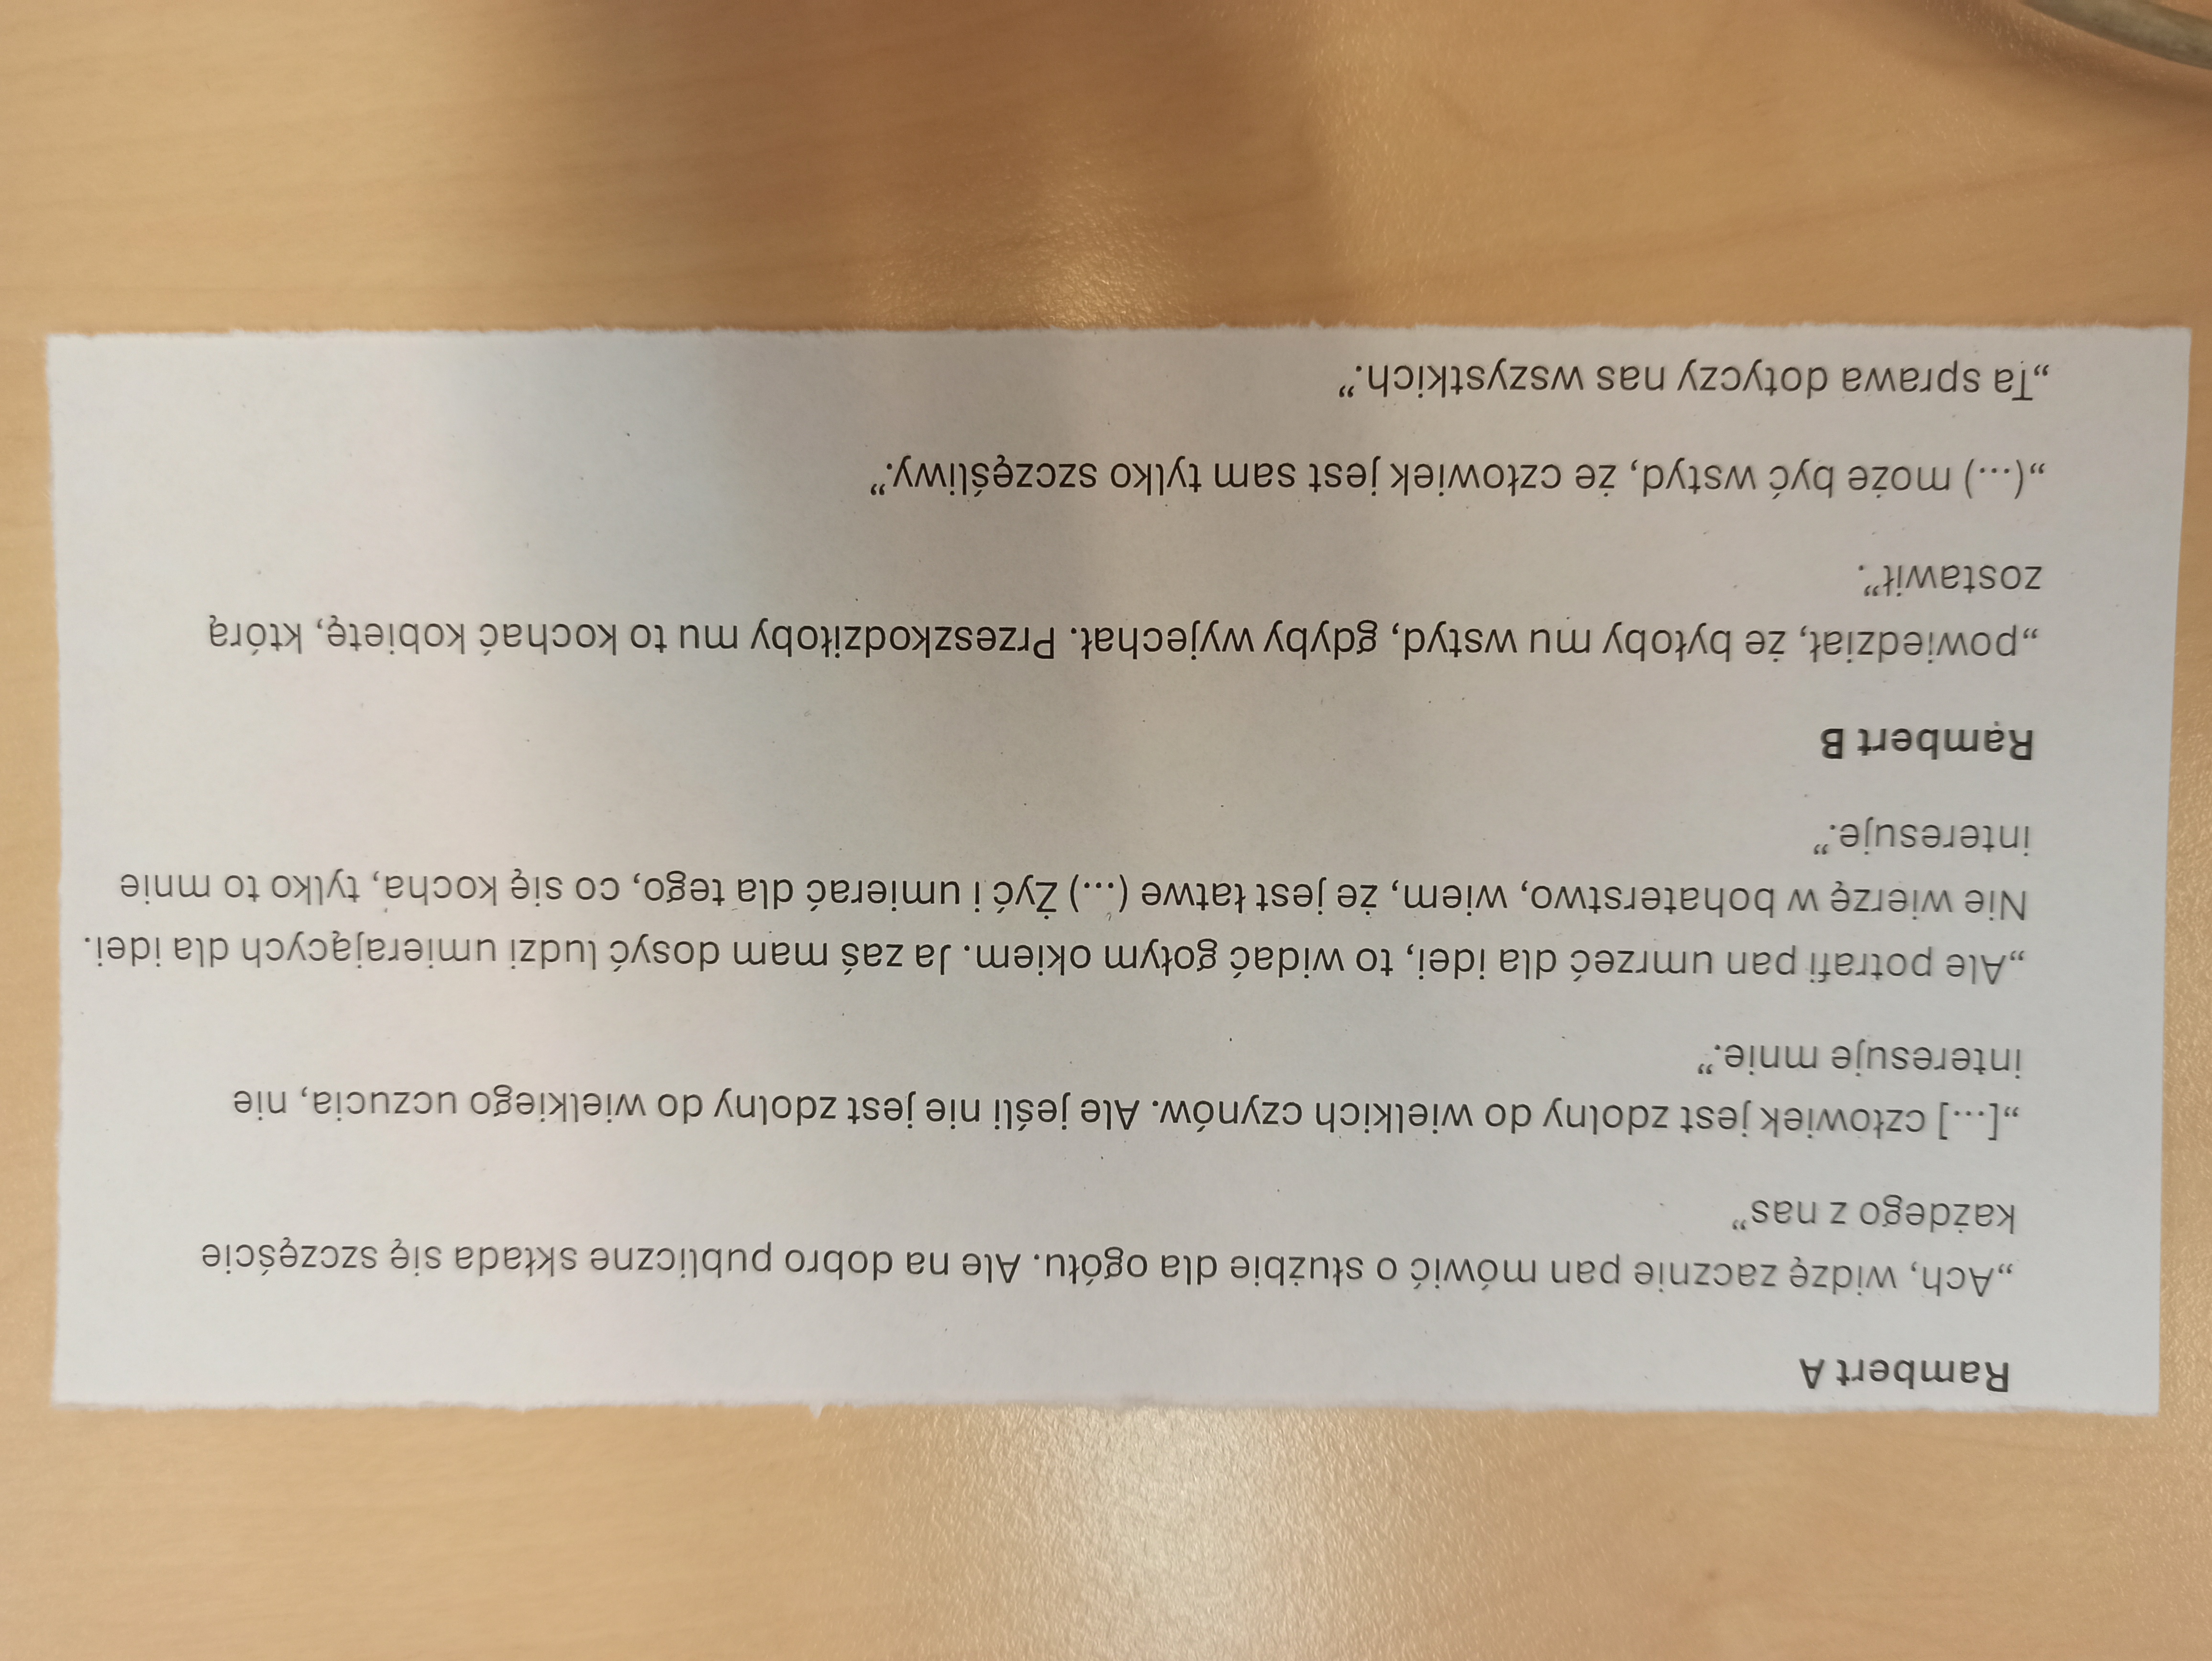 Rambert A
„Ach, widzę zacznie pan mówić o służbie dla ogółu. Ale na dobro publiczne składa się szczęście
każdego z nas”
„[...] człowiek jest zdolny do wielkich czynów. Ale jeśli nie jest zdolny do wielkiego uczucia, nie
interesuje mnie.”
„Ale potrafi pan umrzeć dla idei, to widać gołym okiem. Ja zaś mam dosyć ludzi umierających dla idei.
Nie wierzę w bohaterstwo, wiem, że jest łatwe (...) Żyć i umierać dla tego, co się kocha, tylko to mnie
interesuje.”
Rambert B
„powiedział, że byłoby mu wstyd, gdyby wyjechał. Przeszkodziłoby mu to kochać kobietę, którą
zostawił”.
„(...) może być wstyd, że człowiek jest sam tylko szczęśliwy.”
„Ta sprawa dotyczy nas wszystkich.”